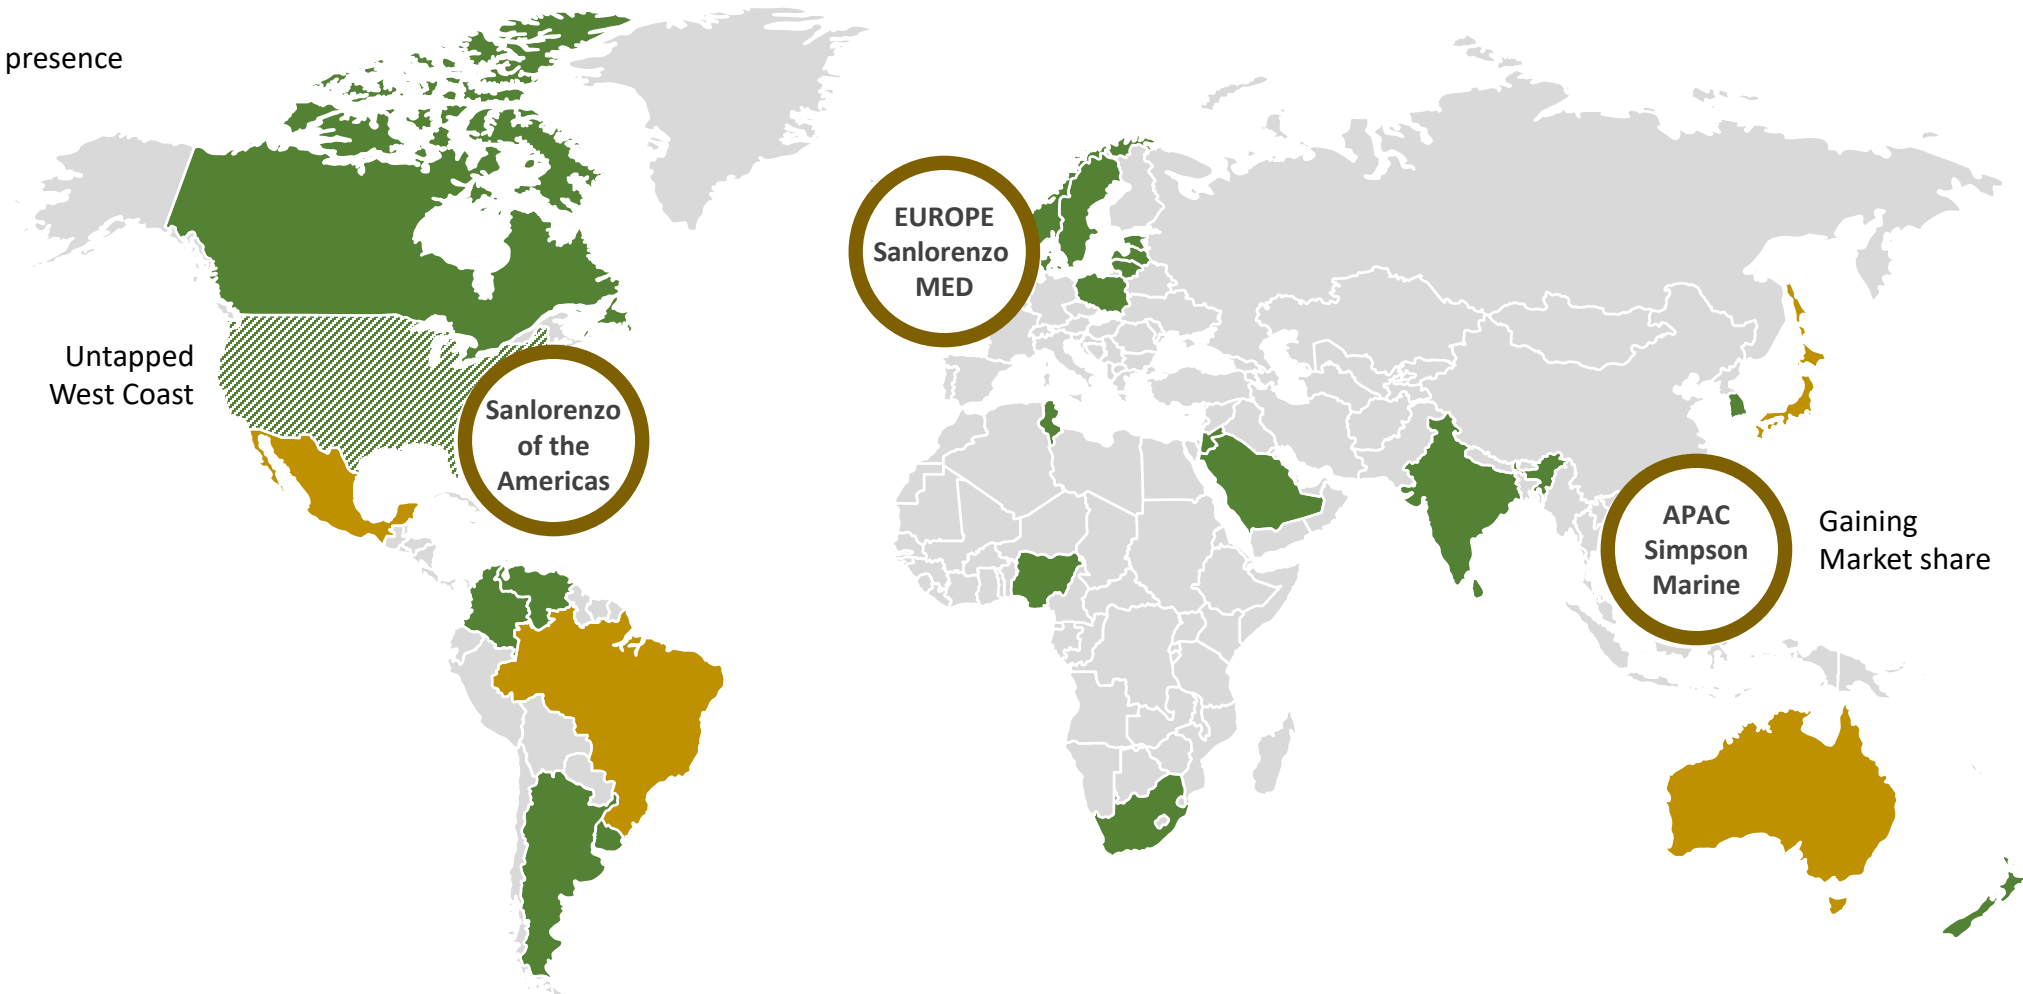 presence
EUROPE
Sanlorenzo
MED
Untapped
West Coast
Sanlorenzo
of the
Americas
APAC
Simpson
Marine
Gaining
Market share